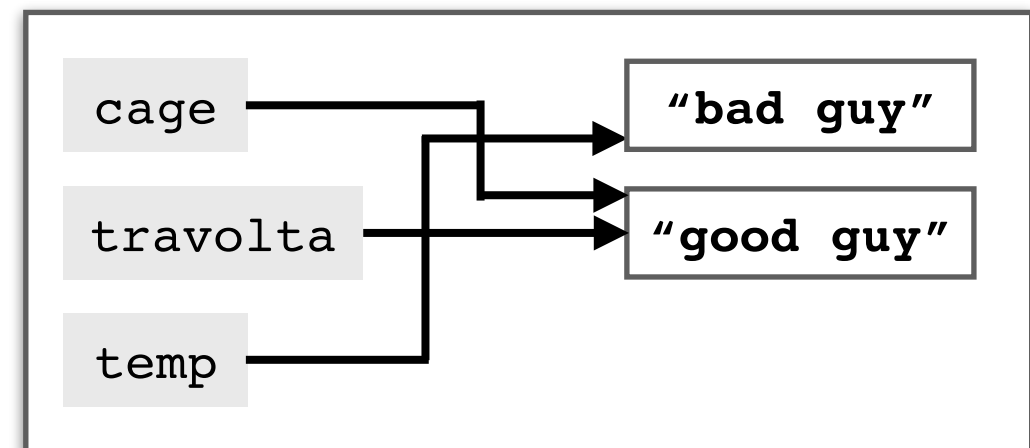 cage
“bad guy”
travolta
“good guy”
temp